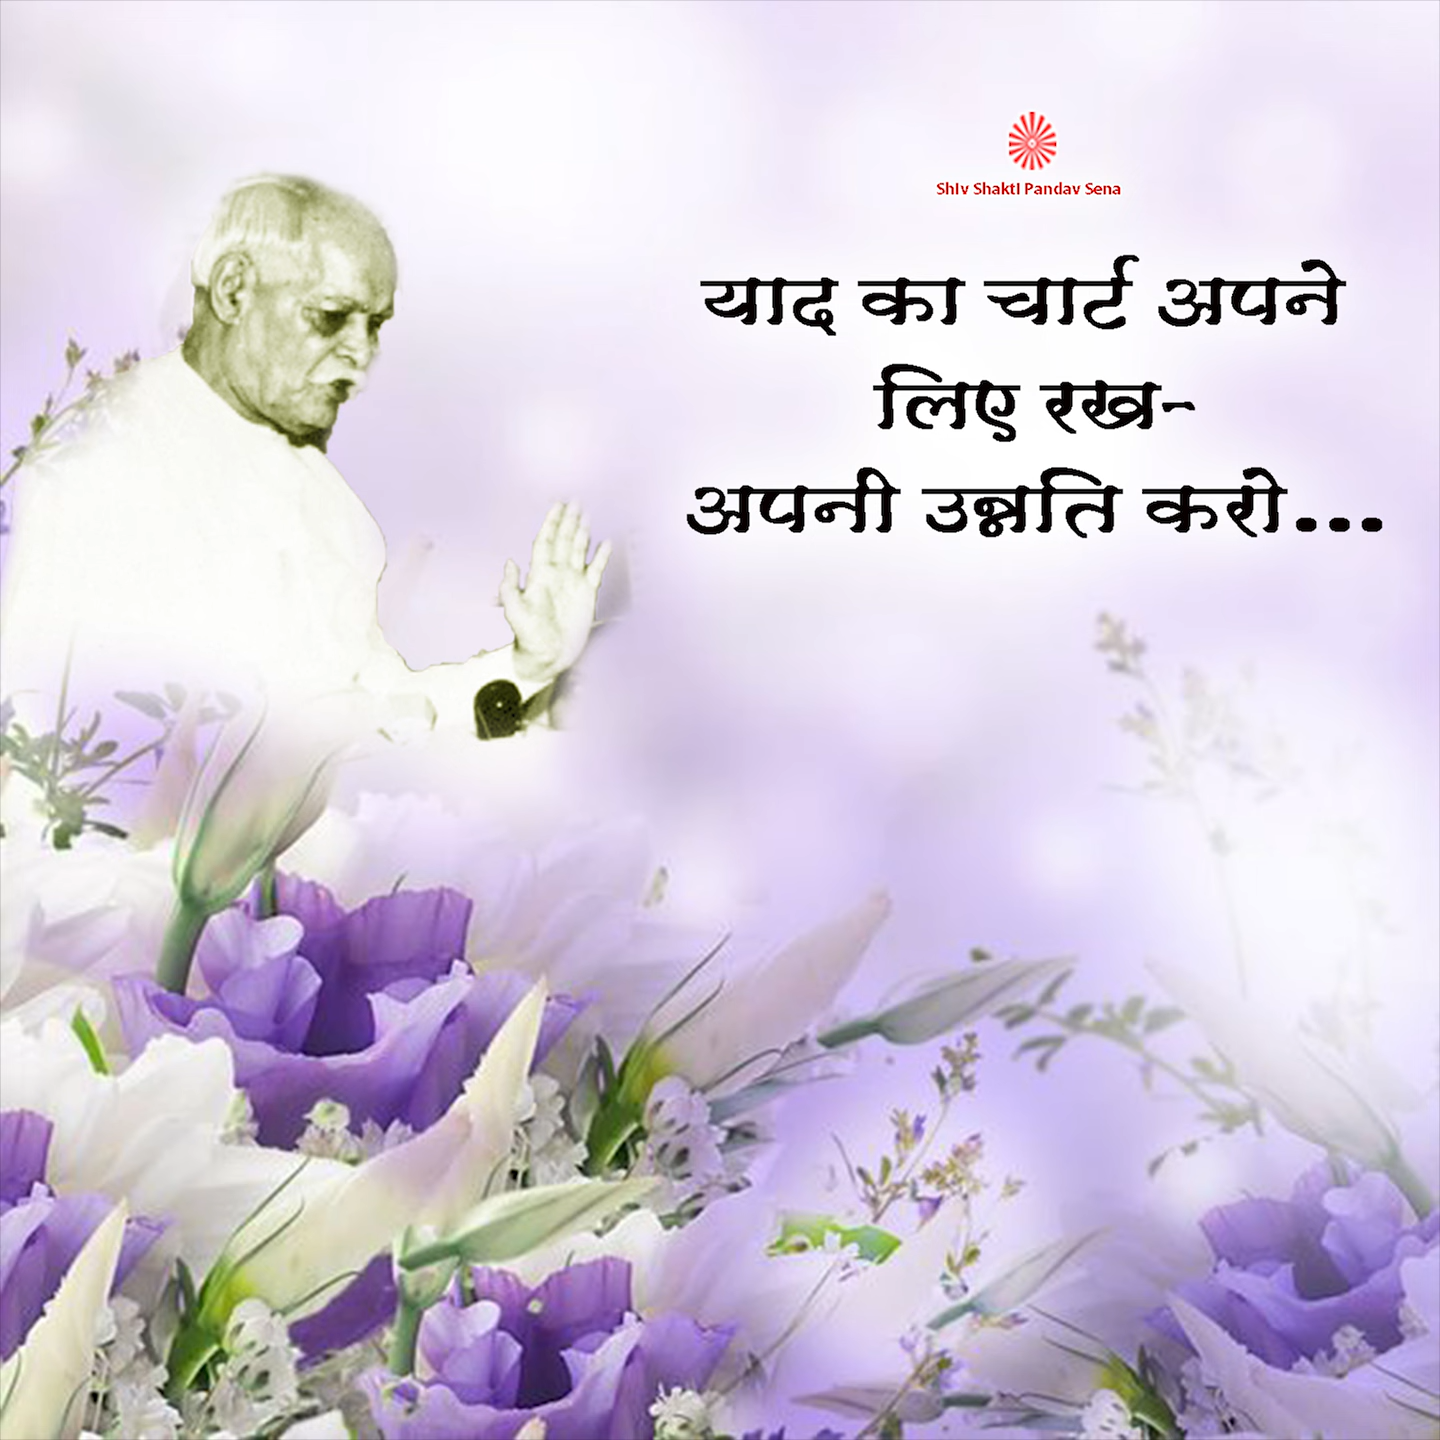 Shiv Shakti Pandav Sena
याद का चार्ट अपने
लिए रख-
अपनी उन्नति करो...